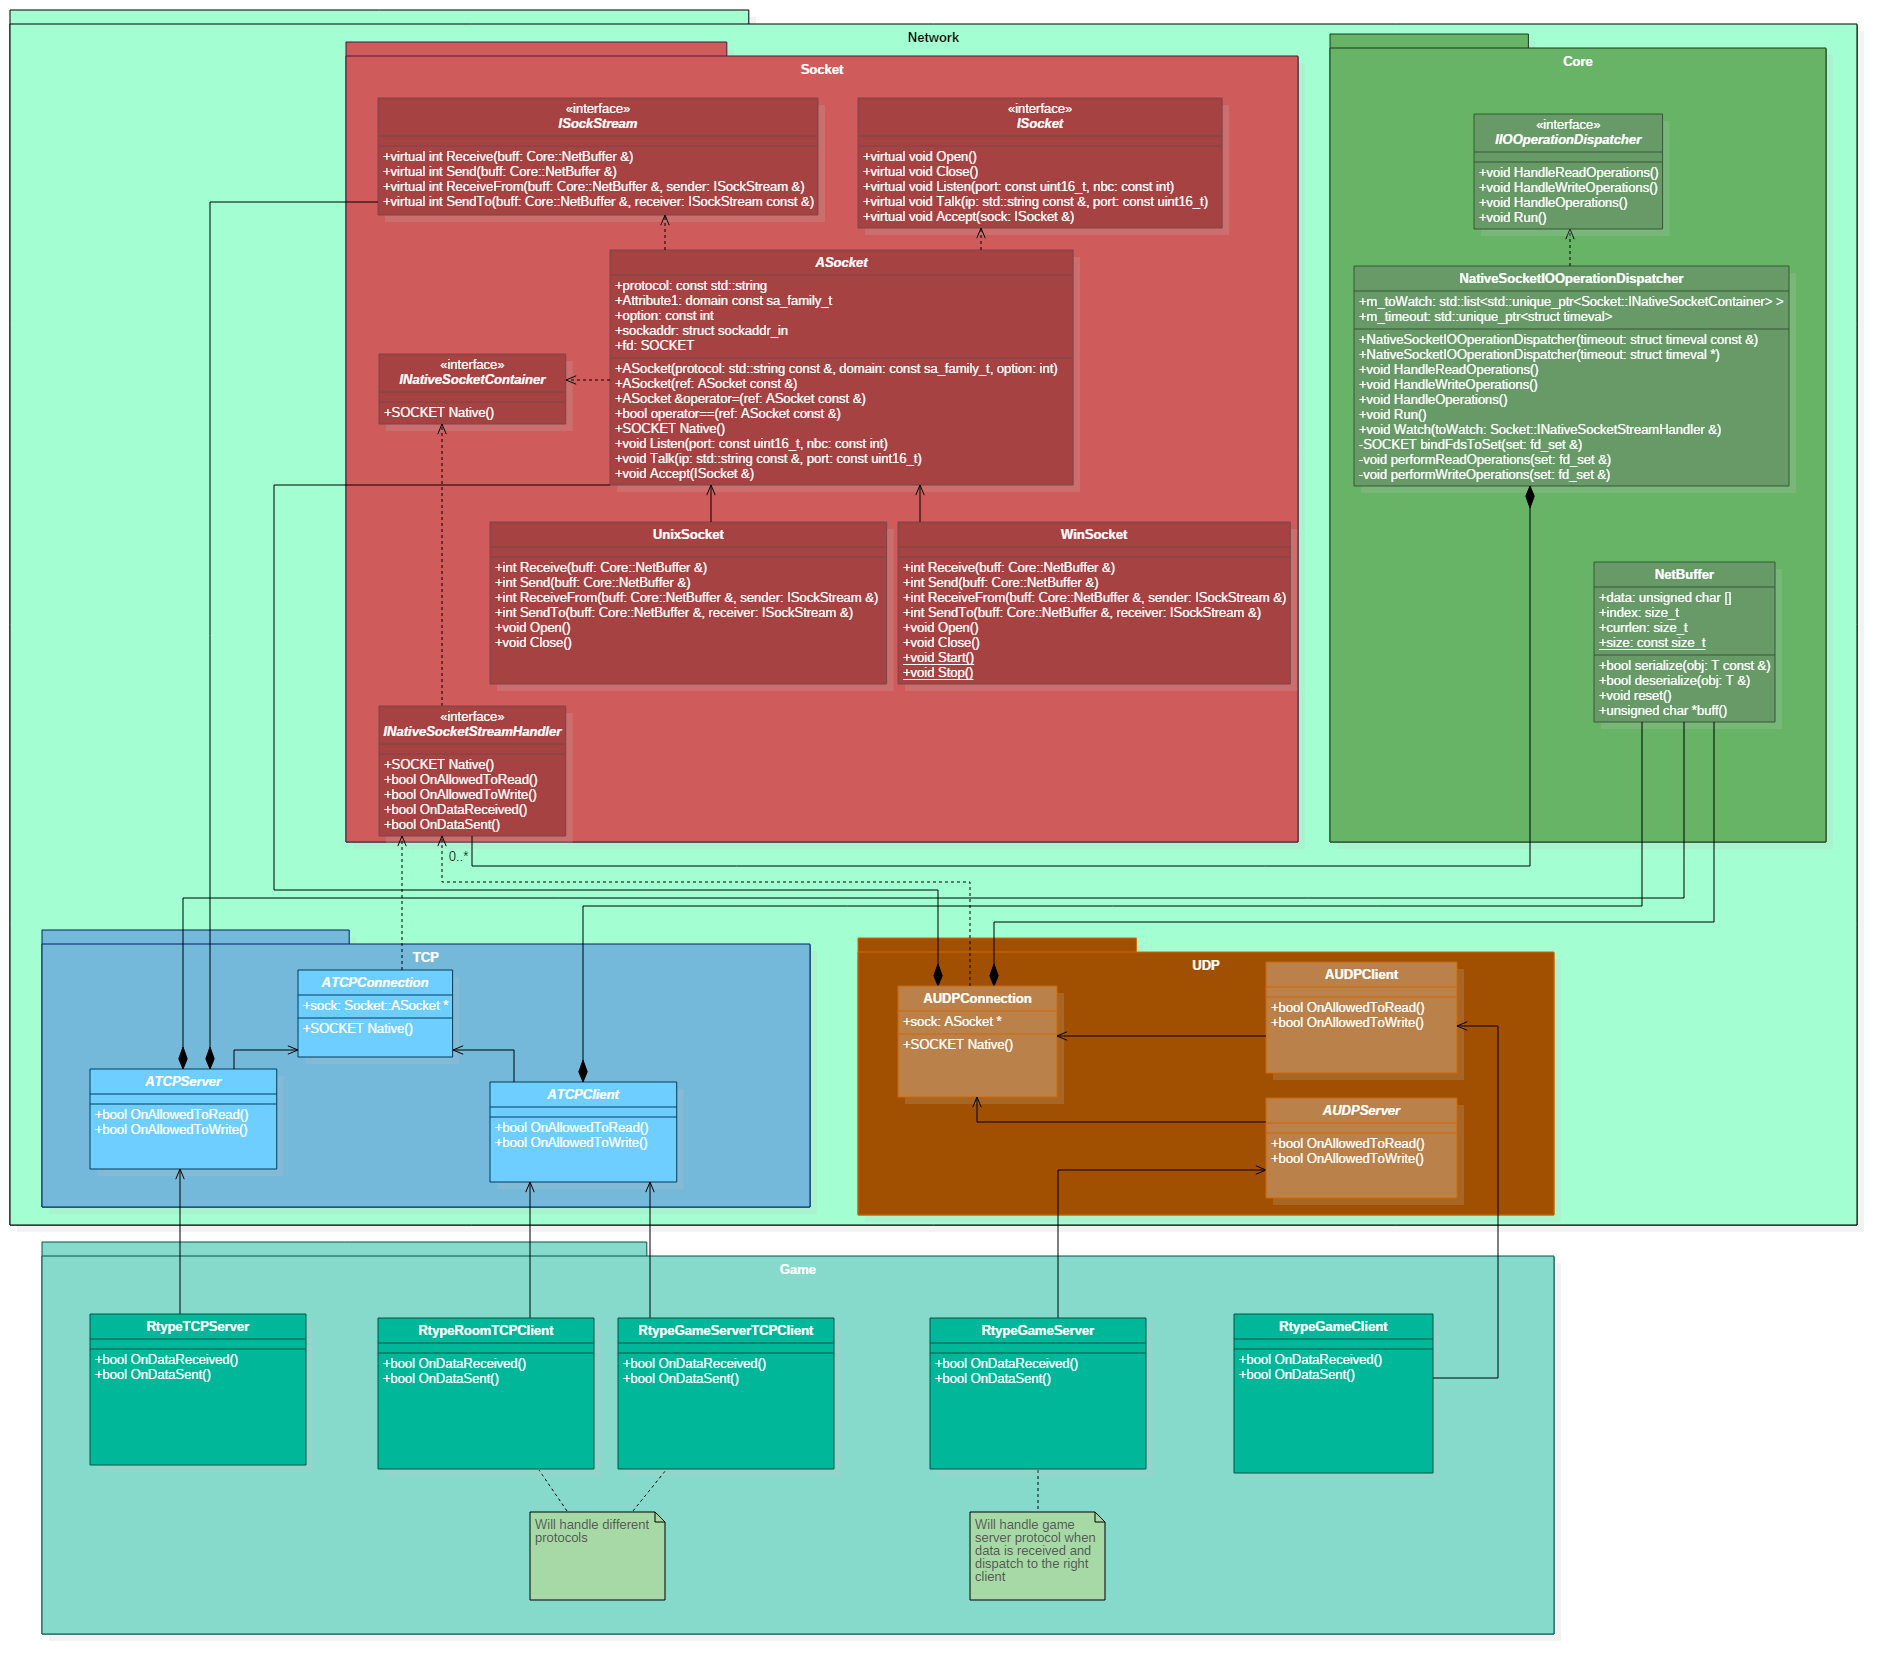 Network
Socket
«interface»
ISockStream
+virtual int Receive(buff: Core::NetBuffer &)
+virtual int Send(buff: Core::NetBuffer &)
+virtual int ReceiveFrom(buff: Core::NetBuffer &, sender: ISockStream &)
+virtual int SendTo(buff: Core::NetBuffer &, receiver: ISockStream const &)
«interface»
ISocket
+virtual void Open()
+virtual void Close()
+virtual void Listen(port: const uint16_t, nbc: const int)
+virtual void Talk(ip: std::string const &, port: const uint16_t)
+virtual void Accept(sock: ISocket &)
ASocket
+protocol: const std::string
+Attribute1: domain const sa_family_t
+option: const int
+sockaddr: struct sockaddr_in
+fd: SOCKET
+ASocket(protocol: std::string const &, domain: const sa_family_t, option: int)
+ASocket(ref: ASocket const &)
+ASocket &operator=(ref: ASocket const &)
+bool operator==(ref: ASocket const &)
+SOCKET Native()
+void Listen(port: const uint16_t, nbc: const int)
+void Talk(ip: std::string const &, port: const uint16_t)
+void Accept(ISocket &)
«interface»
INativeSocketContainer
+SOCKET Native()
UnixSocket
+int Receive(buff: Core::NetBuffer &)
+int Send(buff: Core::NetBuffer &)
+int ReceiveFrom(buff: Core::NetBuffer &, sender: ISockStream &)
+int SendTo(buff: Core::NetBuffer &, receiver: ISockStream &)
+void Open()
+void Close()
WinSocket
+int Receive(buff: Core::NetBuffer &)
+int Send(buff: Core::NetBuffer &)
+int ReceiveFrom(buff: Core::NetBuffer &, sender: ISockStream &)
+int SendTo(buff: Core::NetBuffer &, receiver: ISockStream &)
+void Open()
+void Close()
+void Start()
+void Stop()
«interface»
INativeSocketStreamHandler
+SOCKET Native()
+bool OnAllowedToRead()
+bool OnAllowedToWrite()
+bool OnDataReceived()
+bool OnDataSent()
0..*
Core
«interface»
IIOOperationDispatcher
+void HandleReadOperations()
+void HandleWriteOperations()
+void HandleOperations()
+void Run()
NativeSocketIOOperationDispatcher
+m_toWatch: std::list<std::unique_ptr<Socket::INativeSocketContainer> >
+m_timeout: std::unique_ptr<struct timeval>
+NativeSocketIOOperationDispatcher(timeout: struct timeval const &)
+NativeSocketIOOperationDispatcher(timeout: struct timeval *)
+void HandleReadOperations()
+void HandleWriteOperations()
+void HandleOperations()
+void Run()
+void Watch(toWatch: Socket::INativeSocketStreamHandler &)
-SOCKET bindFdsToSet(set: fd_set &)
-void performReadOperations(set: fd_set &)
-void performWriteOperations(set: fd_set &)
NetBuffer
+data: unsigned char []
+index: size_t
+currlen: size_t
+size: const size_t
+bool serialize(obj: T const &)
+bool deserialize(obj: T &)
+void reset()
+unsigned char *buff()
TCP
ATCPConnection
+sock: Socket::ASocket *
+SOCKET Native()
ATCPServer
+bool OnAllowedToRead()
+bool OnAllowedToWrite()
ATCPClient
+bool OnAllowedToRead()
+bool OnAllowedToWrite()
UDP
AUDPConnection
+sock: ASocket *
+SOCKET Native()
AUDPClient
+bool OnAllowedToRead()
+bool OnAllowedToWrite()
AUDPServer
+bool OnAllowedToRead()
+bool OnAllowedToWrite()
Game
RtypeTCPServer
+bool OnDataReceived()
+bool OnDataSent()
RtypeRoomTCPClient
+bool OnDataReceived()
+bool OnDataSent()
RtypeGameServerTCPClient
+bool OnDataReceived()
+bool OnDataSent()
RtypeGameServer
+bool OnDataReceived()
+bool OnDataSent()
RtypeGameClient
+bool OnDataReceived()
+bool OnDataSent()
Will handle different
protocols
Will handle game
server protocol when
data is received and
dispatch to the right
client